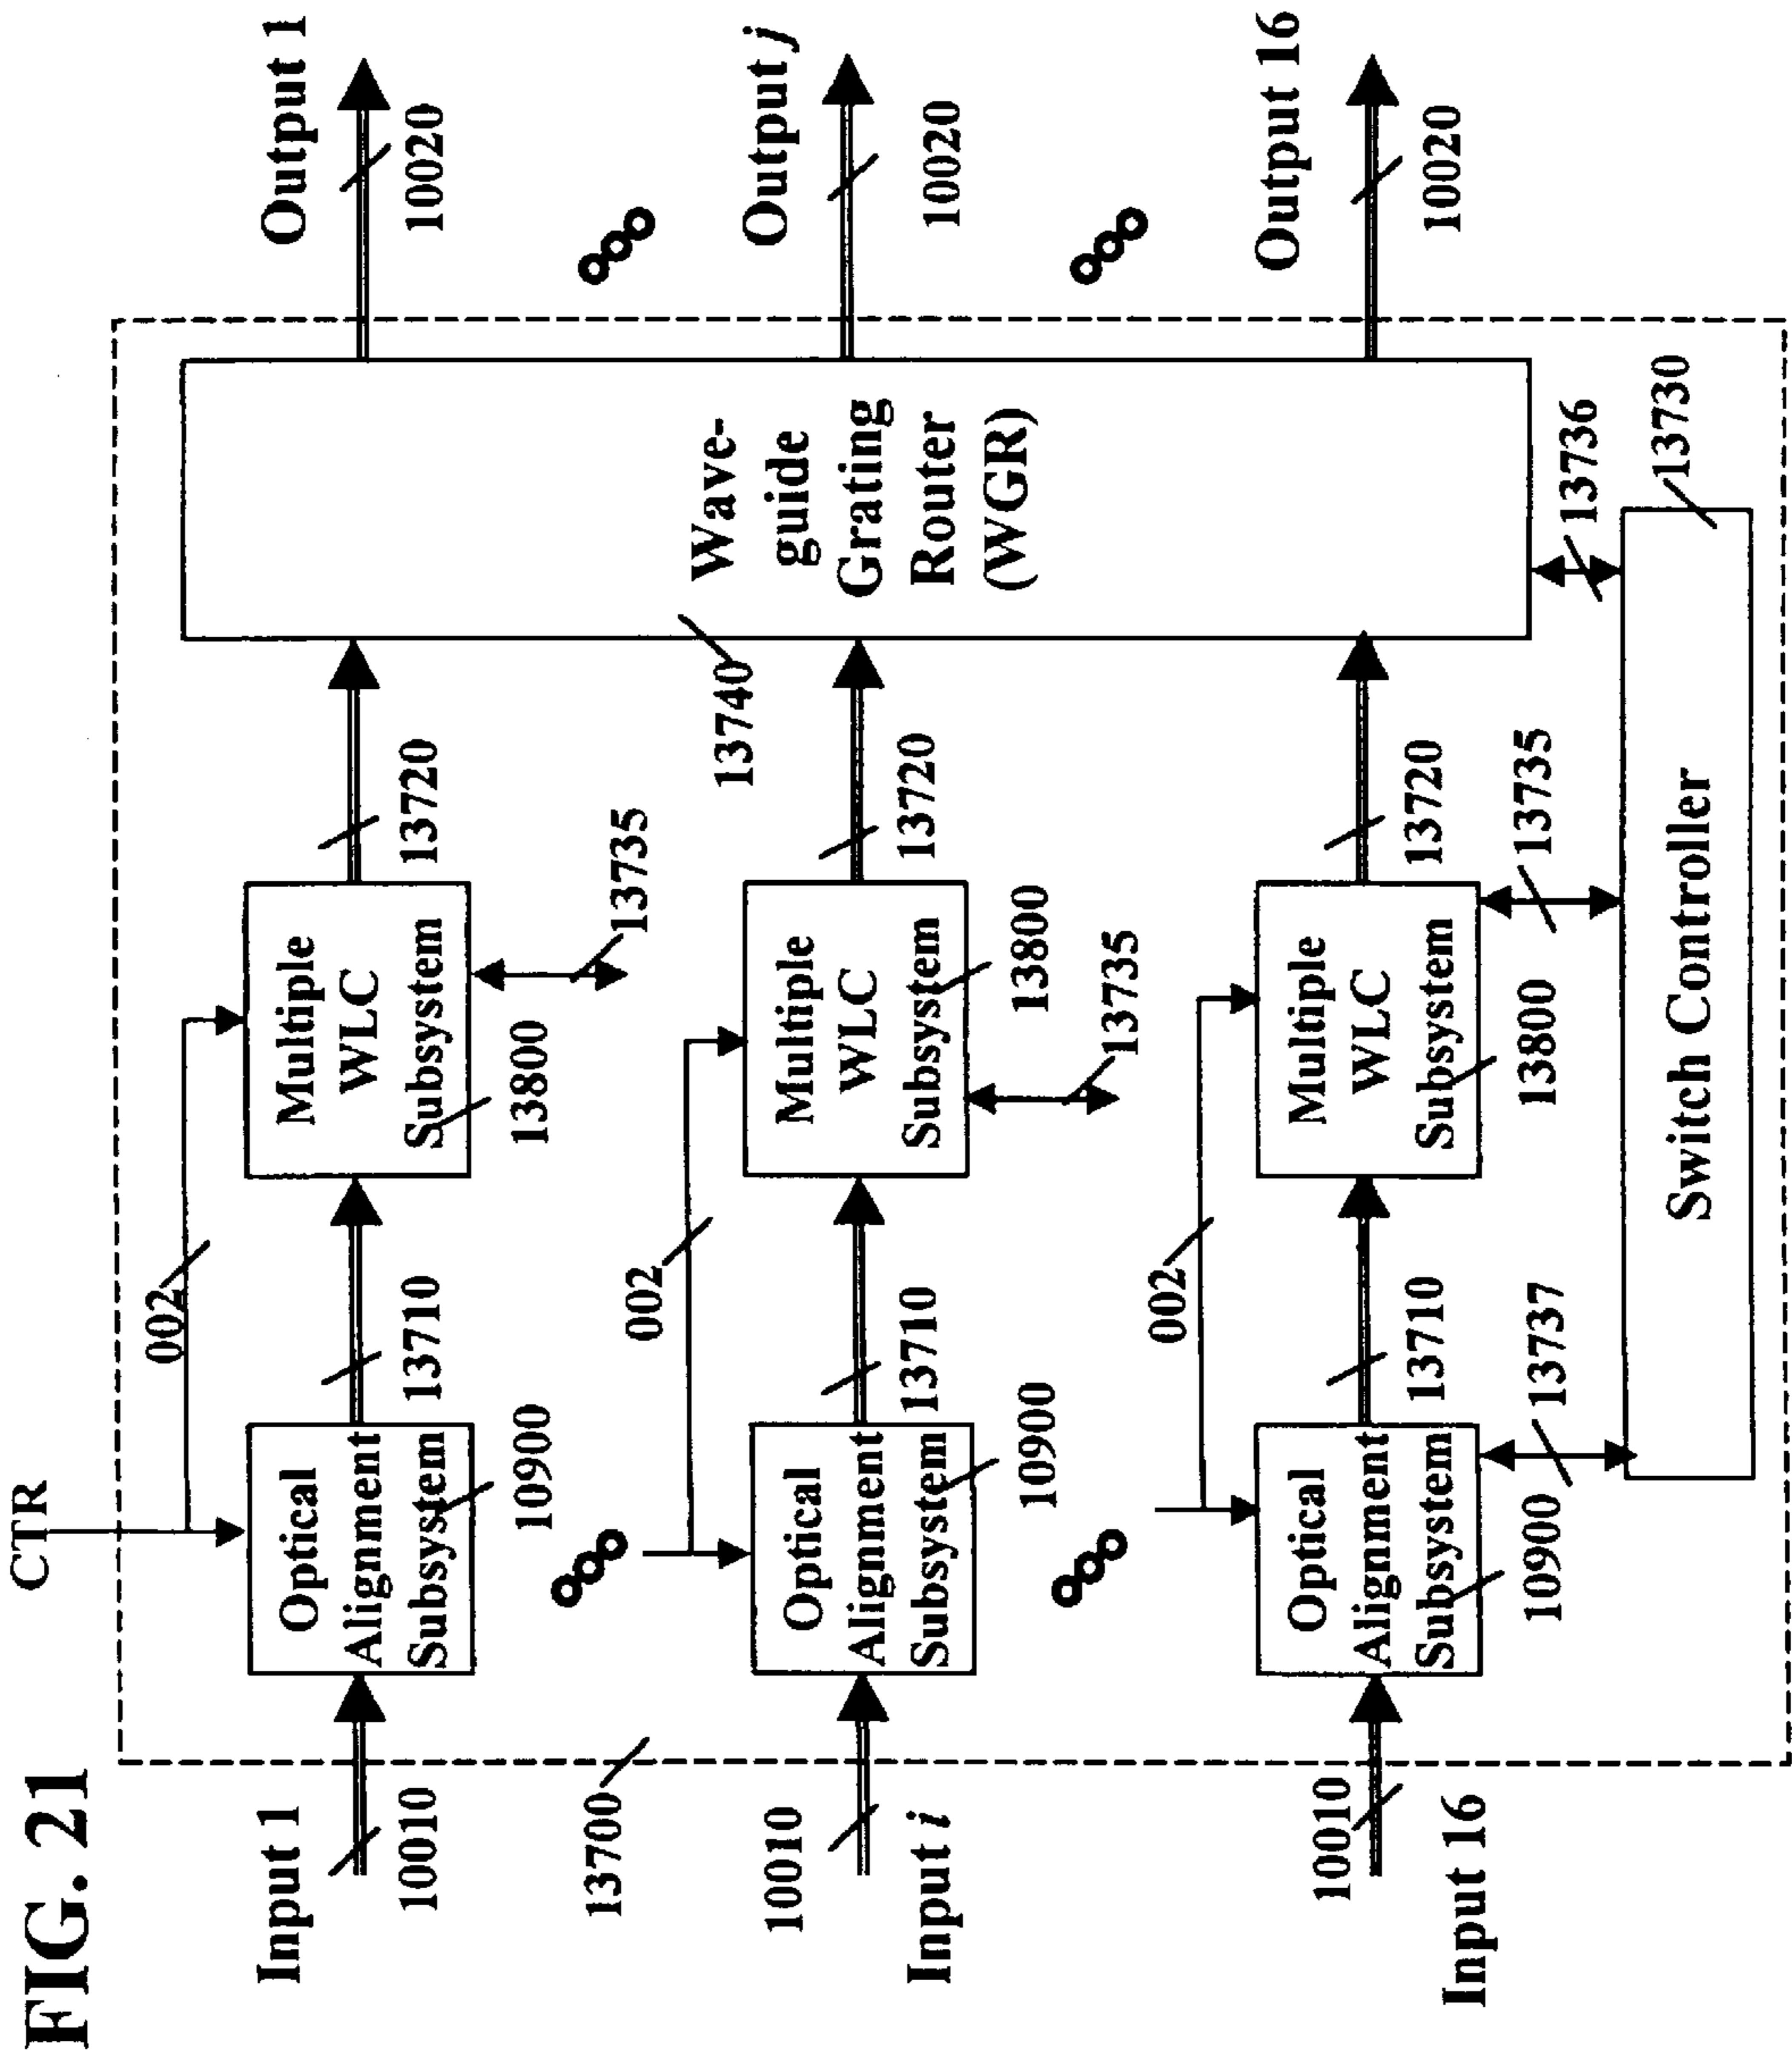 FIG. 21
CTR
Input 1
10010
002
Optical
Alignment
Subsystem
10900
13710
Multiple
WLC
Subsystem
13800
13735
13720
Output 1
10020
13700
10010
Input i
002
Optical
Alignment
Subsystem
10900
13710
Multiple
WLC
Subsystem
13800
13735
13720
13740
Wave-
guide
Grating
Router
(WGR)
Output j
10020
10010
Input 16
002
Optical
Alignment
Subsystem
10900
13710
Multiple
WLC
Subsystem
13800
13720
Output 16
10020
13737
13735
13736
13730
Switch Controller